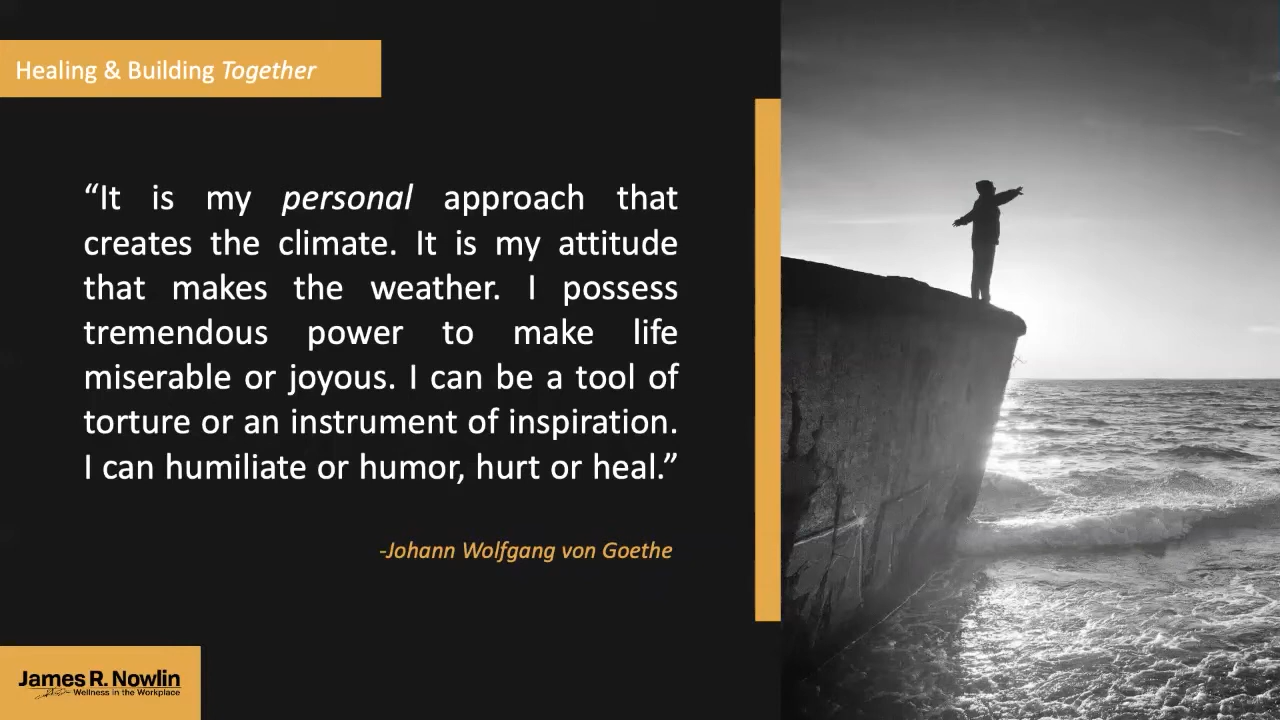 Healing & Building Together
“It is my personal approach that
creates the climate. It is my attitude
that makes the weather. I possess
tremendous power to make life
miserable or joyous. I can be a tool of
torture or an instrument of inspiration.
I can humiliate or humor, hurt or heal.”
-Johann Wolfgang von Goethe
James R. Nowlin
Wellness in the Workplace